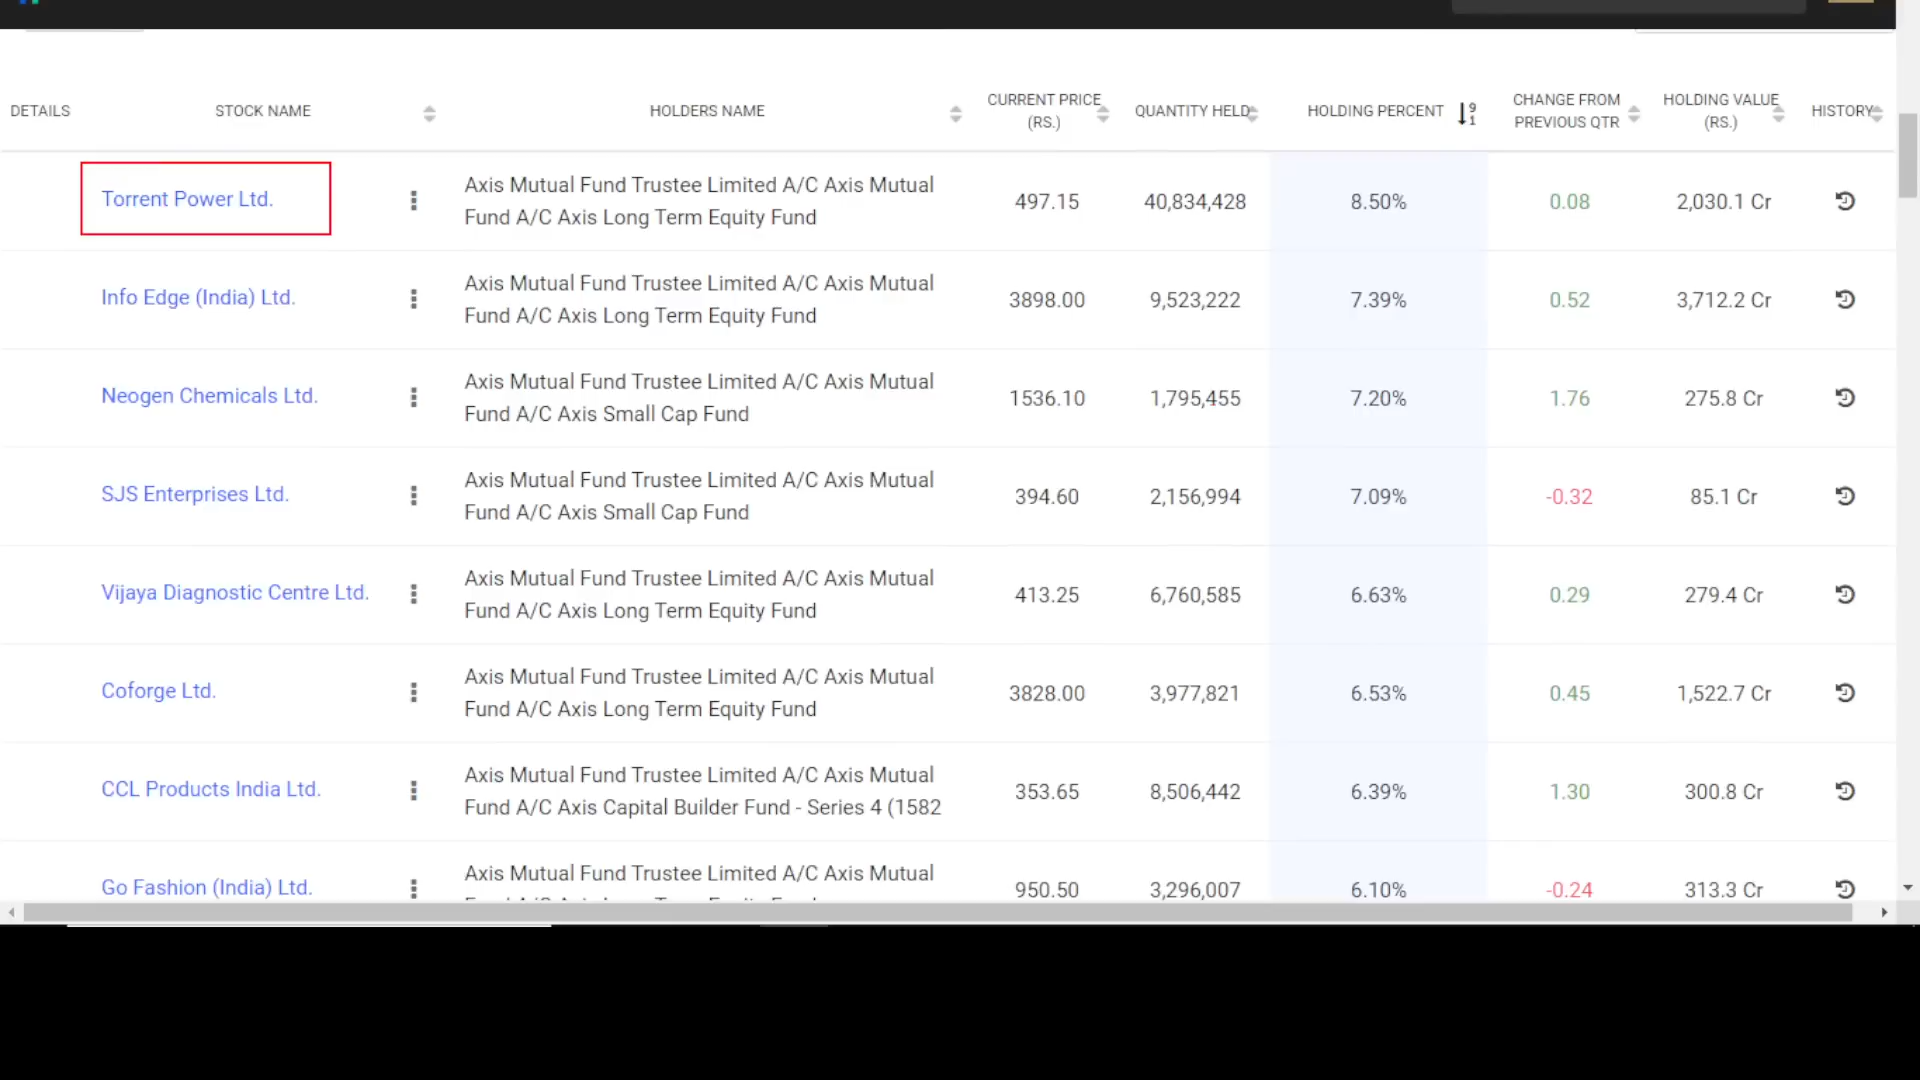 DETAILS STOCK NAME HOLDERS NAME CURRENT PRICE (RS.) QUANTITY HELD HOLDING PERCENT CHANGE FROM PREVIOUS QTR HOLDING VALUE (RS.) HISTORY
Torrent Power Ltd. Axis Mutual Fund Trustee Limited A/C Axis Mutual
Fund A/C Axis Long Term Equity Fund 497.15 40,834,428 8.50% 0.08 2,030.1 Cr
Info Edge (India) Ltd. Axis Mutual Fund Trustee Limited A/C Axis Mutual
Fund A/C Axis Long Term Equity Fund 3898.00 9,523,222 7.39% 0.52 3,712.2 Cr
Neogen Chemicals Ltd. Axis Mutual Fund Trustee Limited A/C Axis Mutual
Fund A/C Axis Small Cap Fund 1536.10 1,795,455 7.20% 1.76 275.8 Cr
SJS Enterprises Ltd. Axis Mutual Fund Trustee Limited A/C Axis Mutual
Fund A/C Axis Small Cap Fund 394.60 2,156,994 7.09% -0.32 85.1 Cr
Vijaya Diagnostic Centre Ltd. Axis Mutual Fund Trustee Limited A/C Axis Mutual
Fund A/C Axis Long Term Equity Fund 413.25 6,760,585 6.63% 0.29 279.4 Cr
Coforge Ltd. Axis Mutual Fund Trustee Limited A/C Axis Mutual
Fund A/C Axis Long Term Equity Fund 3828.00 3,977,821 6.53% 0.45 1,522.7 Cr
CCL Products India Ltd. Axis Mutual Fund Trustee Limited A/C Axis Mutual
Fund A/C Axis Capital Builder Fund - Series 4 (1582 353.65 8,506,442 6.39% 1.30 300.8 Cr
Go Fashion (India) Ltd. Axis Mutual Fund Trustee Limited A/C Axis Mutual
950.50 3,296,007 6.10% -0.24 313.3 Cr